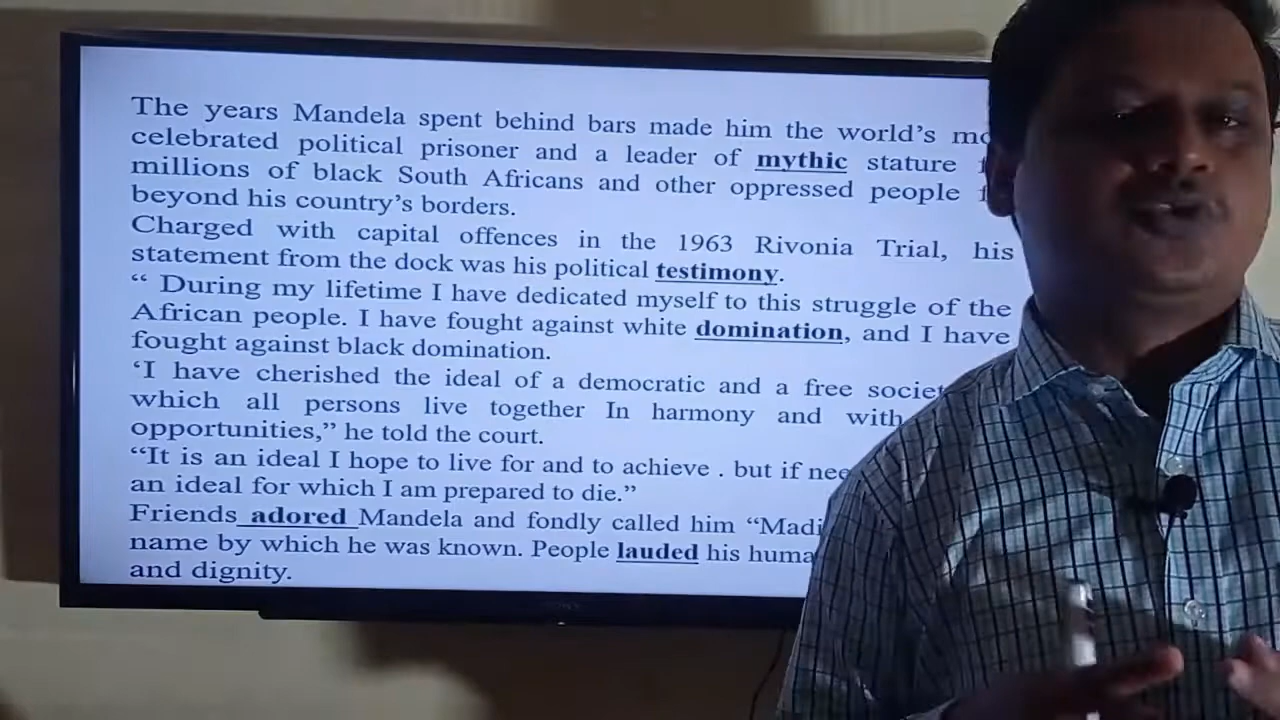 The years Mandela spent behind bars made him the world's
celebrated political prisoner and a leader of mythic stature
millions of black South Africans and other oppressed people
beyond his country's borders.
Charged with capital offences in the 1963 Rivonia Trial, his
statement from the dock was his political testimony.
“ During my lifetime I have dedicated myself to this struggle of the
African people. I have fought against white domination, and I have
fought against black domination.
‘I have cherished the ideal of a democratic and a free
which all persons live together In harmony and
opportunities,” he told the court.
“It is an ideal I hope to live for and to achieve . but if
an ideal for which I am prepared to die.”
Friends adored Mandela and fondly called him
name by which he was known. People lauded his
and dignity.